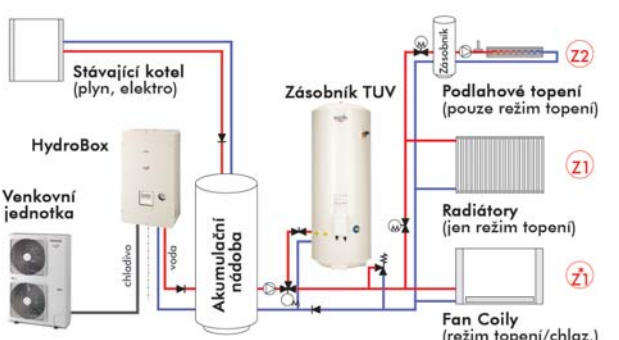 Stávající kotel
(plyn, elektro)
HydroBox
Venkovní
jednotka
chladivo
voda
Akumulační
nádoba
Zásobník TUV
M
M
M
Zásobník
Podlahové topení
(pouze režim topení)
Z2
Radiátory
(jen režim topení)
Z1
Fan Coily
(režim topení/chlaz.)
Z*1